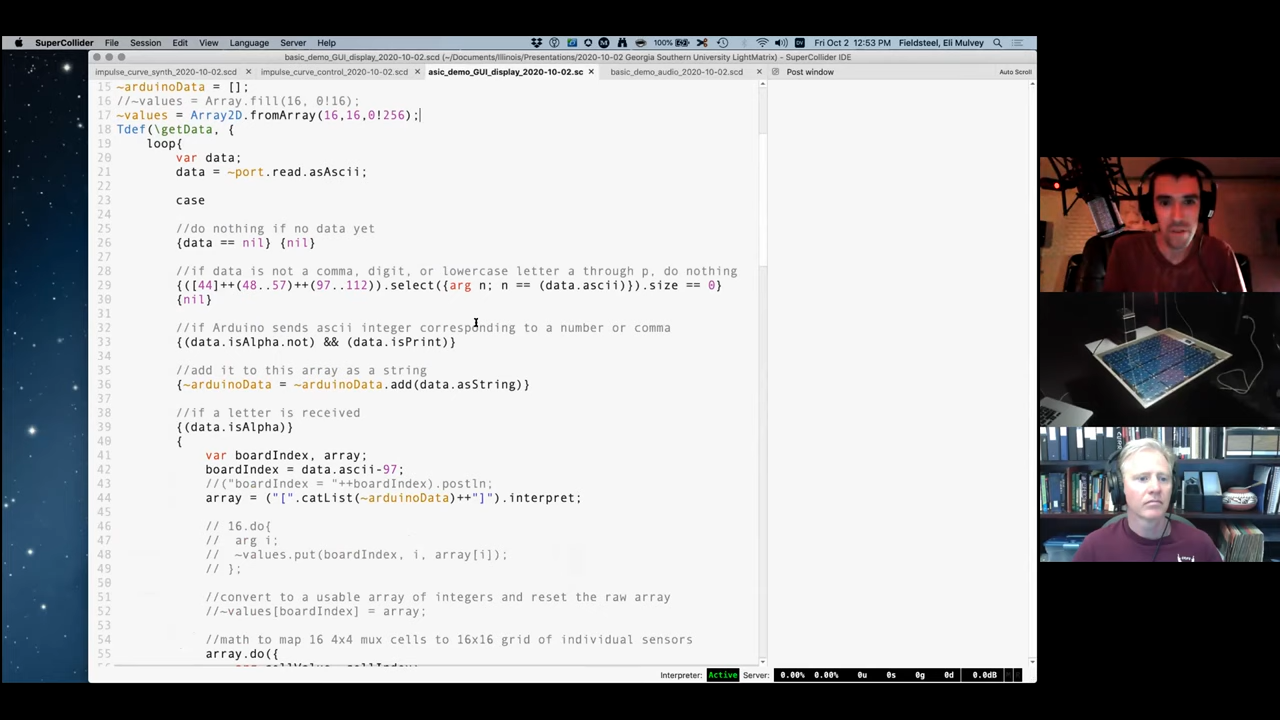 SuperCollider File Session Edit View Language Server Help 100% Fri Oct 2 12:53 PM Fieldsteel, Eli Mulvey
basic_demo_GUI_display_2020-10-02.scd (~/Documents/Illinois/Presentations/2020-10-02 Georgia Southern University LightMatrix) - SuperCollider IDE
impulse_curve_synth_2020-10-02.scd impulse_curve_control_2020-10-02.scd asic_demo_GUI_display_2020-10-02.sc basic_demo_audio_2020-10-02.scd Post window Auto Scroll
15 ~arduinoData = [];
16 //~values = Array.fill(16, 0!16);
17 ~values = Array2D.fromArray(16,16,0!256);
18 Tdef(\getData, {
19 loop{
20 var data;
21 data = ~port.read.asAscii;
22
23 case
24
25 //do nothing if no data yet
26 {data == nil} {nil}
27
28 //if data is not a comma, digit, or lowercase letter a through p, do nothing
29 {([44]++(48..57)++(97..112)).select({arg n; n == (data.ascii)}).size == 0}
30 {nil}
31
32 //if Arduino sends ascii integer corresponding to a number or comma
33 {(data.isAlpha.not) && (data.isPrint)}
34
35 //add it to this array as a string
36 {~arduinoData = ~arduinoData.add(data.asString)}
37
38 //if a letter is received
39 {(data.isAlpha)}
40 {
41 var boardIndex, array;
42 boardIndex = data.ascii-97;
43 //("boardIndex = "++boardIndex).postln;
44 array = ("[".catList(~arduinoData)++"]").interpret;
45
46 // 16.do{
47 // arg i;
48 // ~values.put(boardIndex, i, array[i]);
49 // };
50
51 //convert to a usable array of integers and reset the raw array
52 //~values[boardIndex] = array;
53
54 //math to map 16 4x4 mux cells to 16x16 grid of individual sensors
55 array.do({
Interpreter: Active Server: 0.00% 0.00% 0u 0s 0g 0d 0.0dB